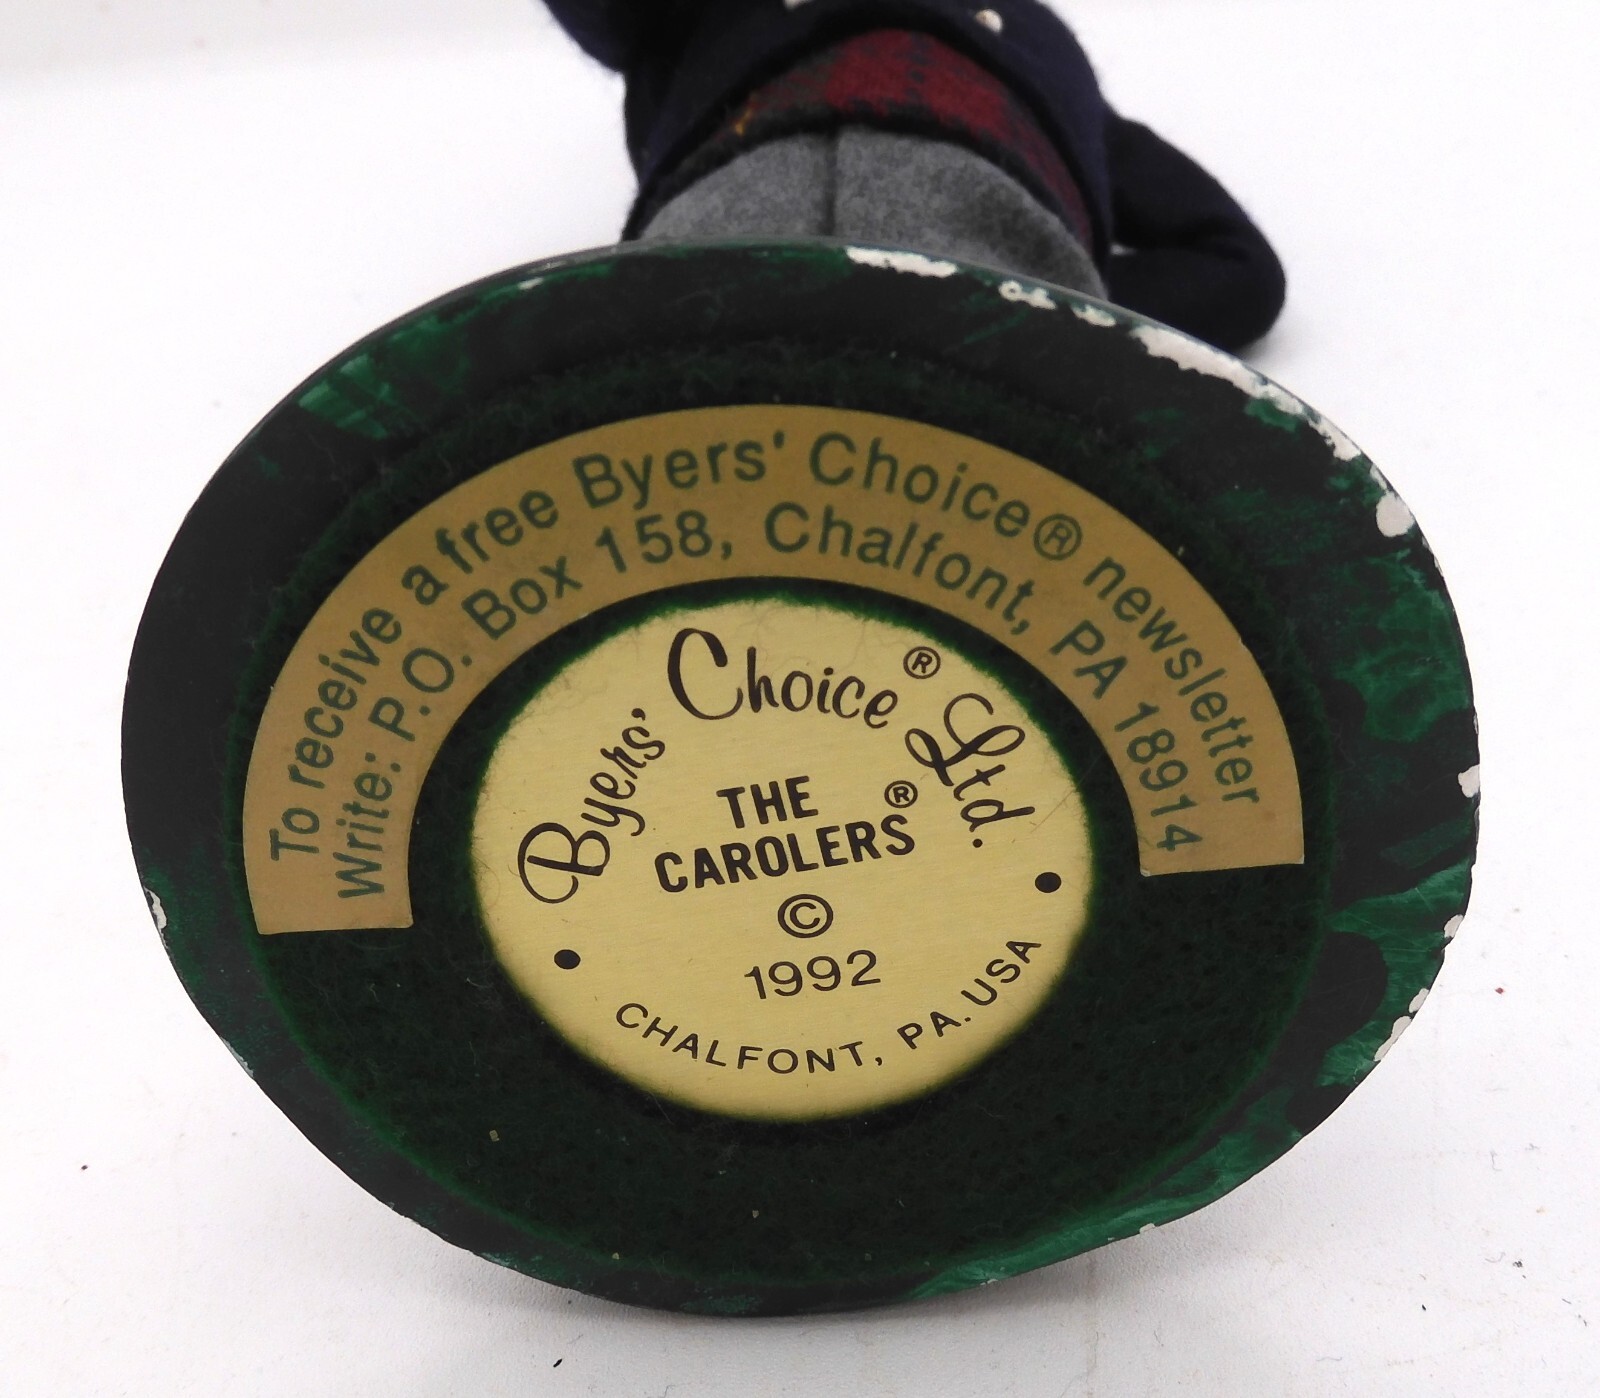 To receive a free Byers' Choice® newsletter
Write: P.O. Box 158, Chalfont, PA 18914
Byers' Choice® Ltd.
THE
CAROLERS®
©
1992
CHALFONT, PA. USA